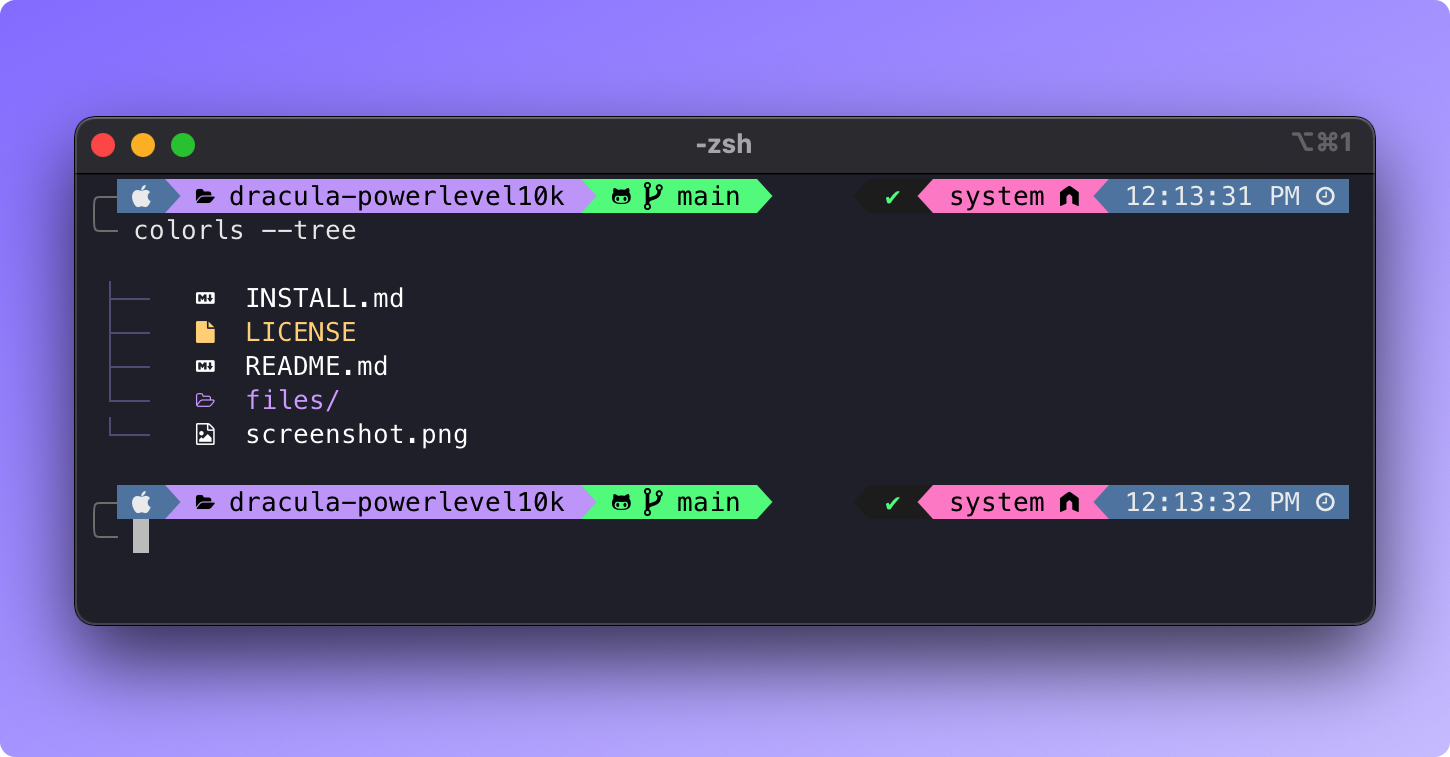 -zsh ⌥⌘1
dracula-powerlevel10k main ✔ system 12:13:31 PM
colorls --tree
INSTALL.md
LICENSE
README.md
files/
screenshot.png
dracula-powerlevel10k main ✔ system 12:13:32 PM